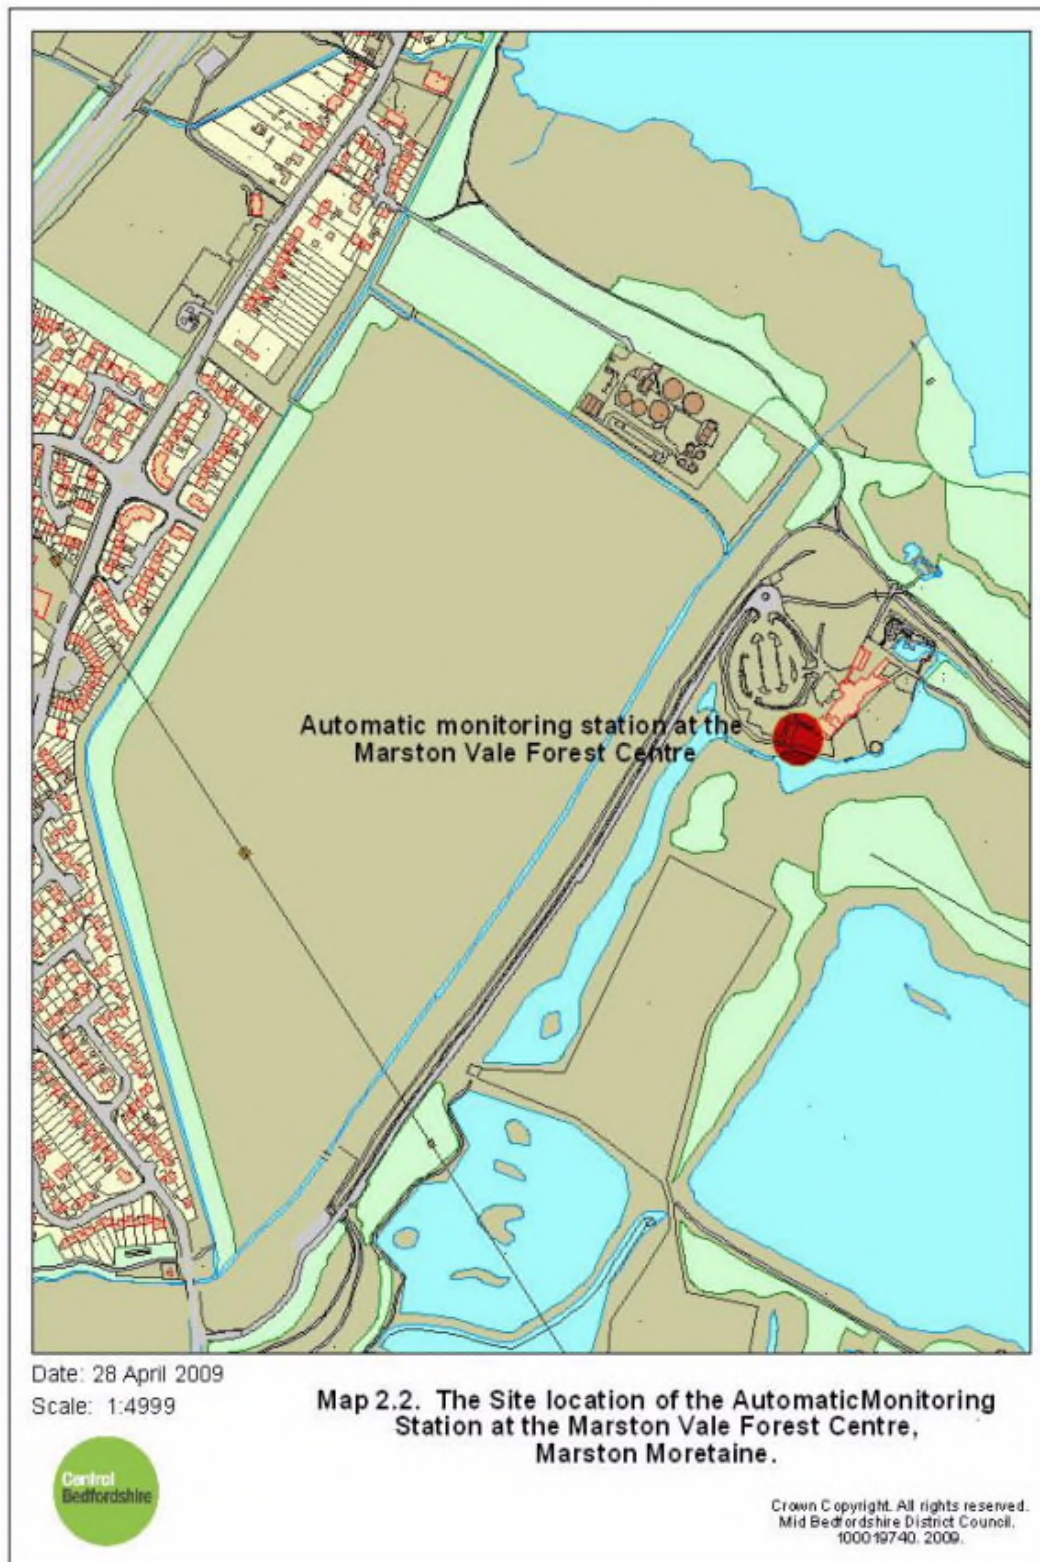 Automatic monitoring station at the
Marston Vale Forest Centre
Date: 28 April 2009
Scale: 1:4999
Map 2.2. The Site location of the AutomaticMonitoring
Station at the Marston Vale Forest Centre,
Marston Moretaine.
Central
Bedfordshire
Crown Copyright. All rights reserved.
Mid Bedfordshire District Council.
100019740. 2009.